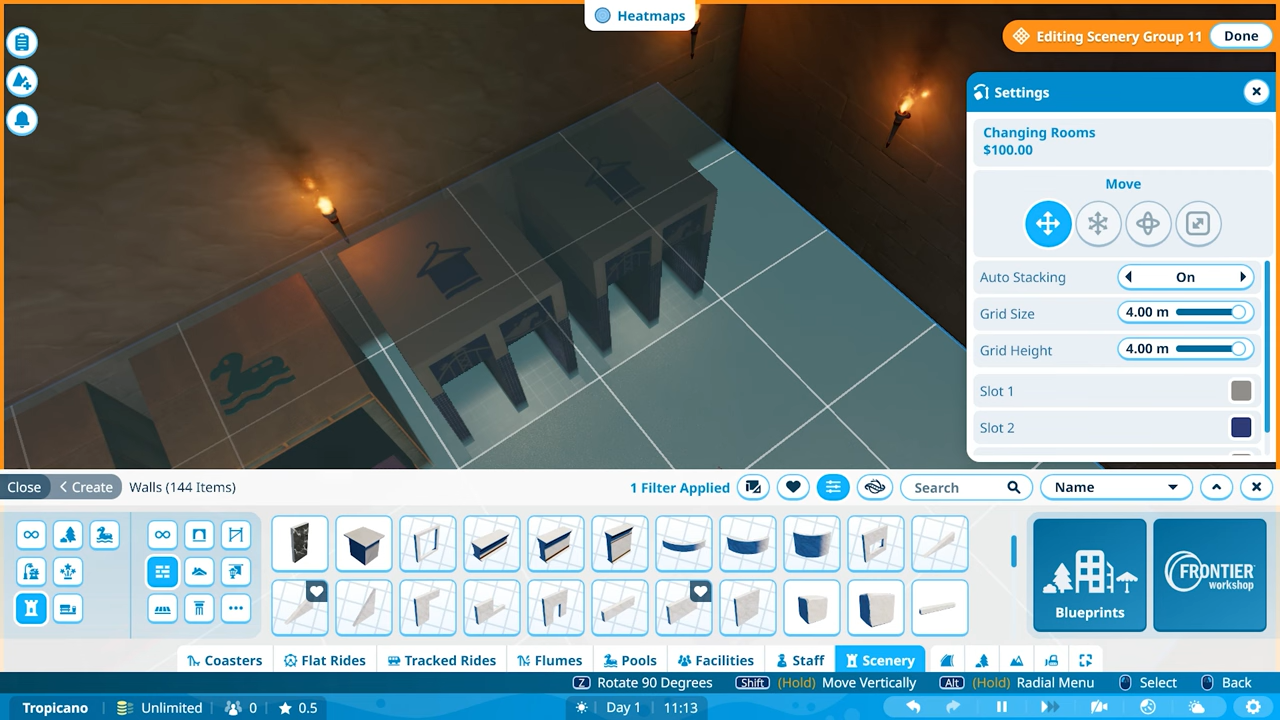 Heatmaps
Editing Scenery Group 11
Done
Settings
Changing Rooms
$100.00
Move
Auto Stacking
On
Grid Size
4.00 m
Grid Height
4.00 m
Slot 1
Slot 2
Close
Create
Walls (144 Items)
1 Filter Applied
Search
Name
Blueprints
FRONTIER
workshop
Coasters
Flat Rides
Tracked Rides
Flumes
Pools
Facilities
Staff
Scenery
Z Rotate 90 Degrees
Shift (Hold) Move Vertically
Alt (Hold) Radial Menu
Select
Back
Tropicano
Unlimited
0
0.5
Day 1
11:13